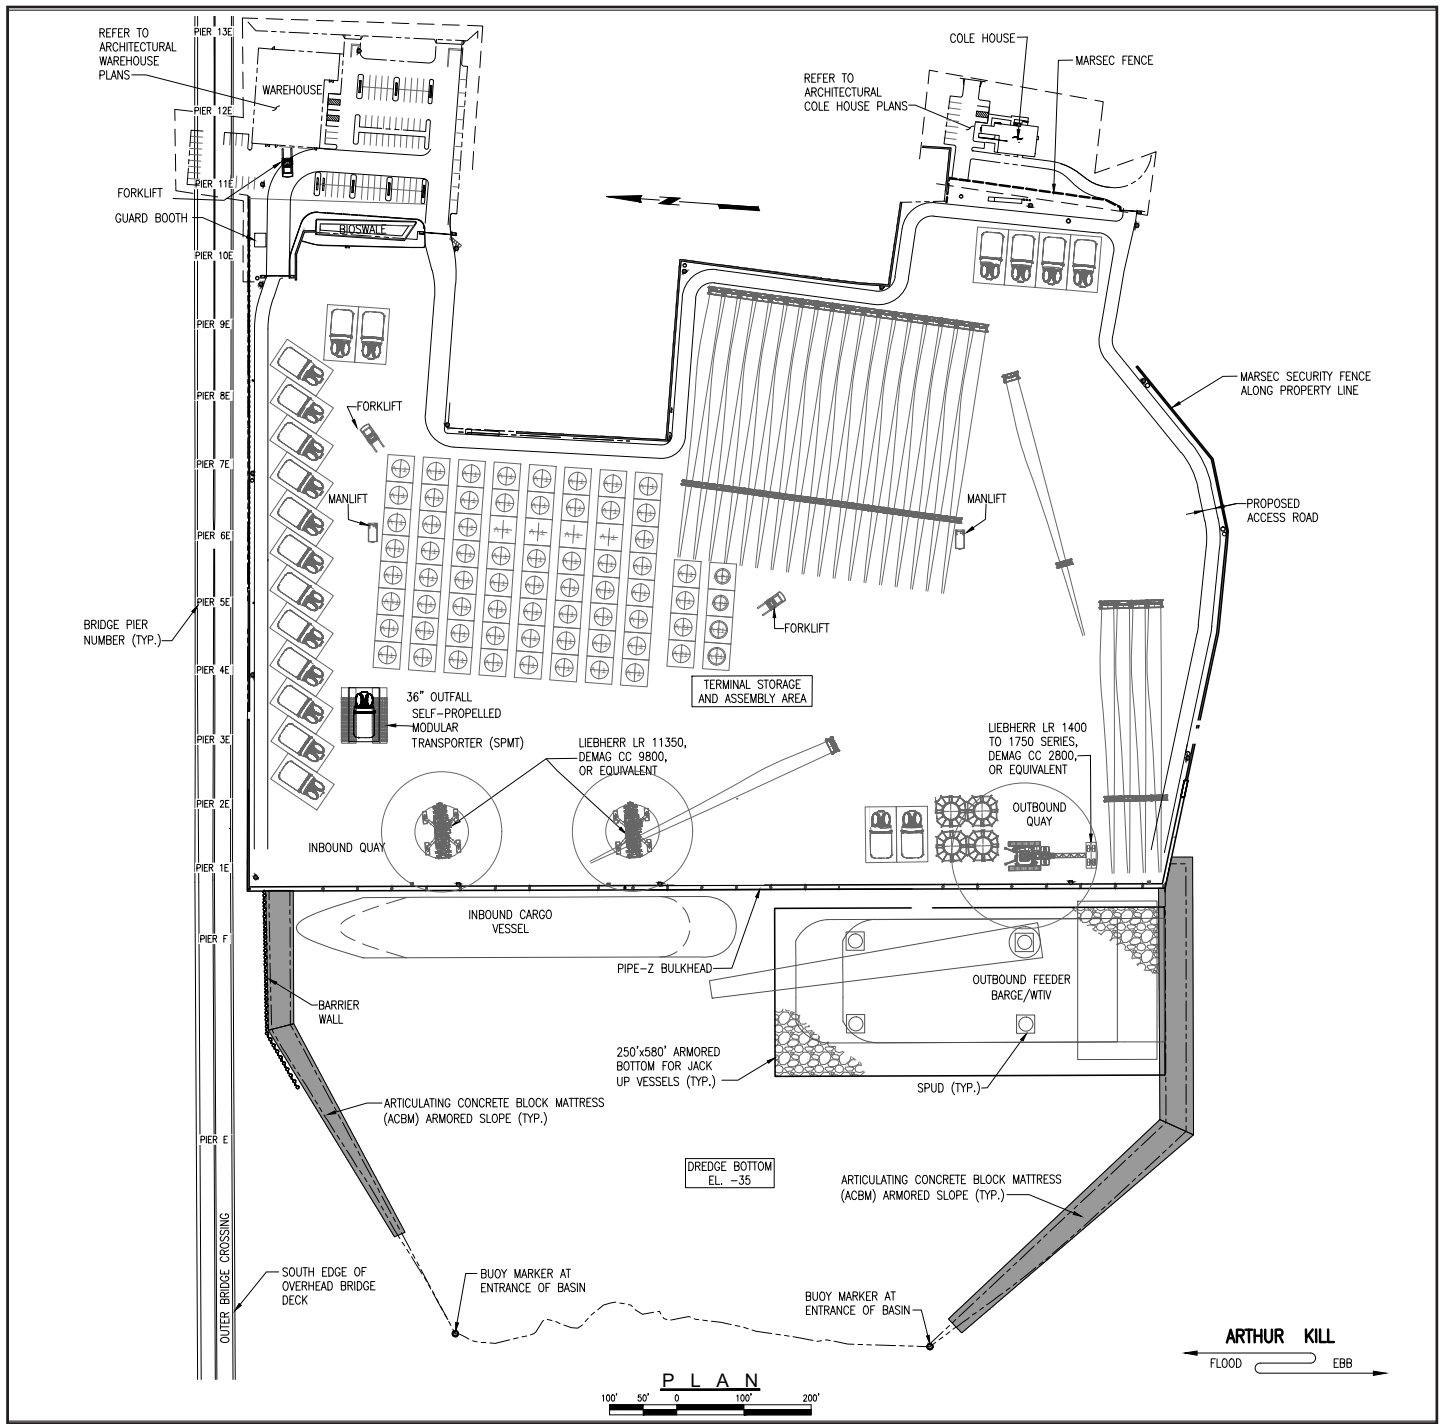 PIER 13E
REFER TO
ARCHITECTURAL
WAREHOUSE
PLANS
WAREHOUSE
PIER 12E
COLE HOUSE
MARSEC FENCE
REFER TO
ARCHITECTURAL
COLE HOUSE PLANS
PIER 11E
FORKLIFT
GUARD BOOTH
BIOSWALE
PIER 10E
PIER 9E
PIER 8E
MARSEC SECURITY FENCE
ALONG PROPERTY LINE
FORKLIFT
PIER 7E
MANLIFT
MANLIFT
PROPOSED
ACCESS ROAD
PIER 6E
PIER 5E
BRIDGE PIER
NUMBER (TYP.)
FORKLIFT
PIER 4E
TERMINAL STORAGE
AND ASSEMBLY AREA
36" OUTFALL
SELF-PROPELLED
MODULAR
TRANSPORTER (SPMT)
PIER 3E
LIEBHERR LR 11350,
DEMAG CC 9800,
OR EQUIVALENT
LIEBHERR LR 1400
TO 1750 SERIES,
DEMAG CC 2800,
OR EQUIVALENT
PIER 2E
OUTBOUND
QUAY
INBOUND QUAY
PIER 1E
INBOUND CARGO
VESSEL
PIER F
PIPE-Z BULKHEAD
OUTBOUND FEEDER
BARGE/WTIV
BARRIER
WALL
250'x580' ARMORED
BOTTOM FOR JACK
UP VESSELS (TYP.)
SPUD (TYP.)
ARTICULATING CONCRETE BLOCK MATTRESS
(ACBM) ARMORED SLOPE (TYP.)
PIER E
DREDGE BOTTOM
EL. -35
ARTICULATING CONCRETE BLOCK MATTRESS
(ACBM) ARMORED SLOPE (TYP.)
OUTER BRIDGE CROSSING
SOUTH EDGE OF
OVERHEAD BRIDGE
DECK
BUOY MARKER AT
ENTRANCE OF BASIN
BUOY MARKER AT
ENTRANCE OF BASIN
ARTHUR KILL
FLOOD EBB
PLAN
100' 50' 0 100' 200'